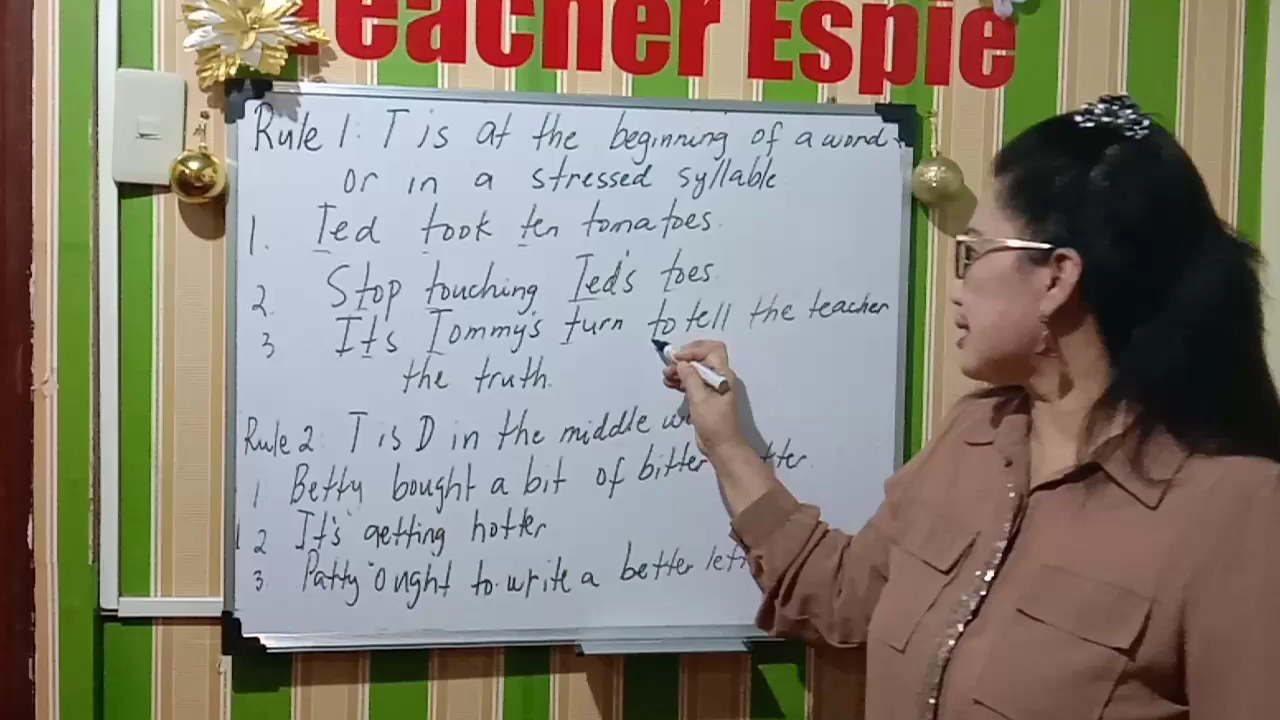 Teacher Espie
Rule 1: T is at the beginning of a word
or in a stressed syllable
1. Ted took ten tomatoes.
2. Stop touching Ted's toes.
3 It's Tommy's turn to tell the teacher
the truth.
Rule 2: T is D in the middle
1 Betty bought a bit of bitter
2 It's getting hotter
3. Patty ought to write a better